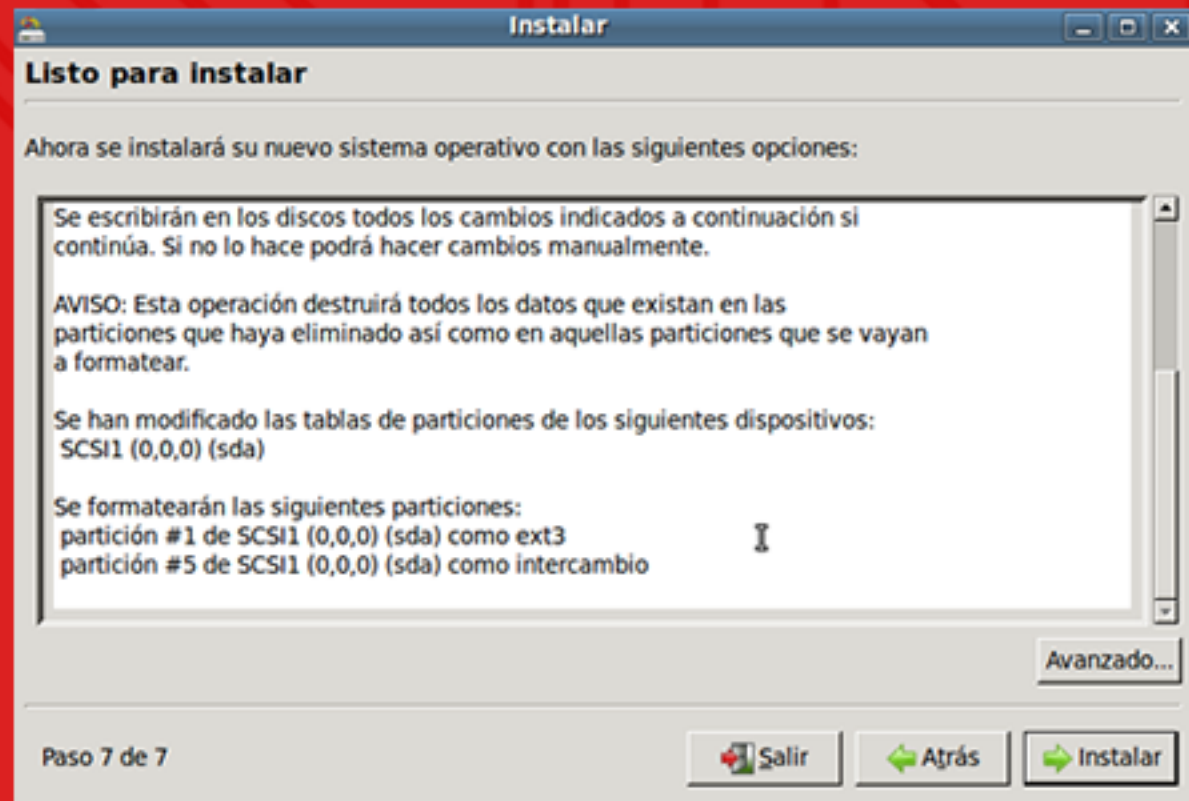 Instalar
Listo para instalar
Ahora se instalará su nuevo sistema operativo con las siguientes opciones:
Se escribirán en los discos todos los cambios indicados a continuación si
continúa. Si no lo hace podrá hacer cambios manualmente.
AVISO: Esta operación destruirá todos los datos que existan en las
particiones que haya eliminado así como en aquellas particiones que se vayan
a formatear.
Se han modificado las tablas de particiones de los siguientes dispositivos:
SCSI1 (0,0,0) (sda)
Se formatearán las siguientes particiones:
partición #1 de SCSI1 (0,0,0) (sda) como ext3
partición #5 de SCSI1 (0,0,0) (sda) como intercambio
Avanzado...
Paso 7 de 7
Salir
Atrás
Instalar